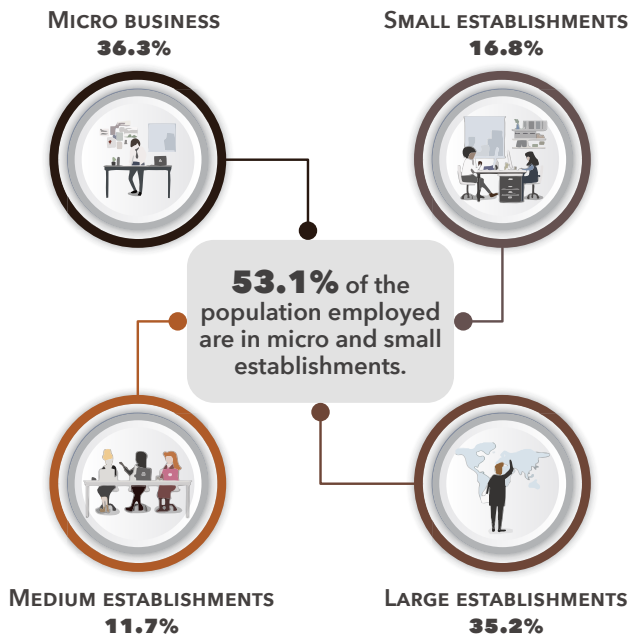 MICRO BUSINESS
36.3%
SMALL ESTABLISHMENTS
16.8%
53.1% of the
population employed
are in micro and small
establishments.
MEDIUM ESTABLISHMENTS
11.7%
LARGE ESTABLISHMENTS
35.2%